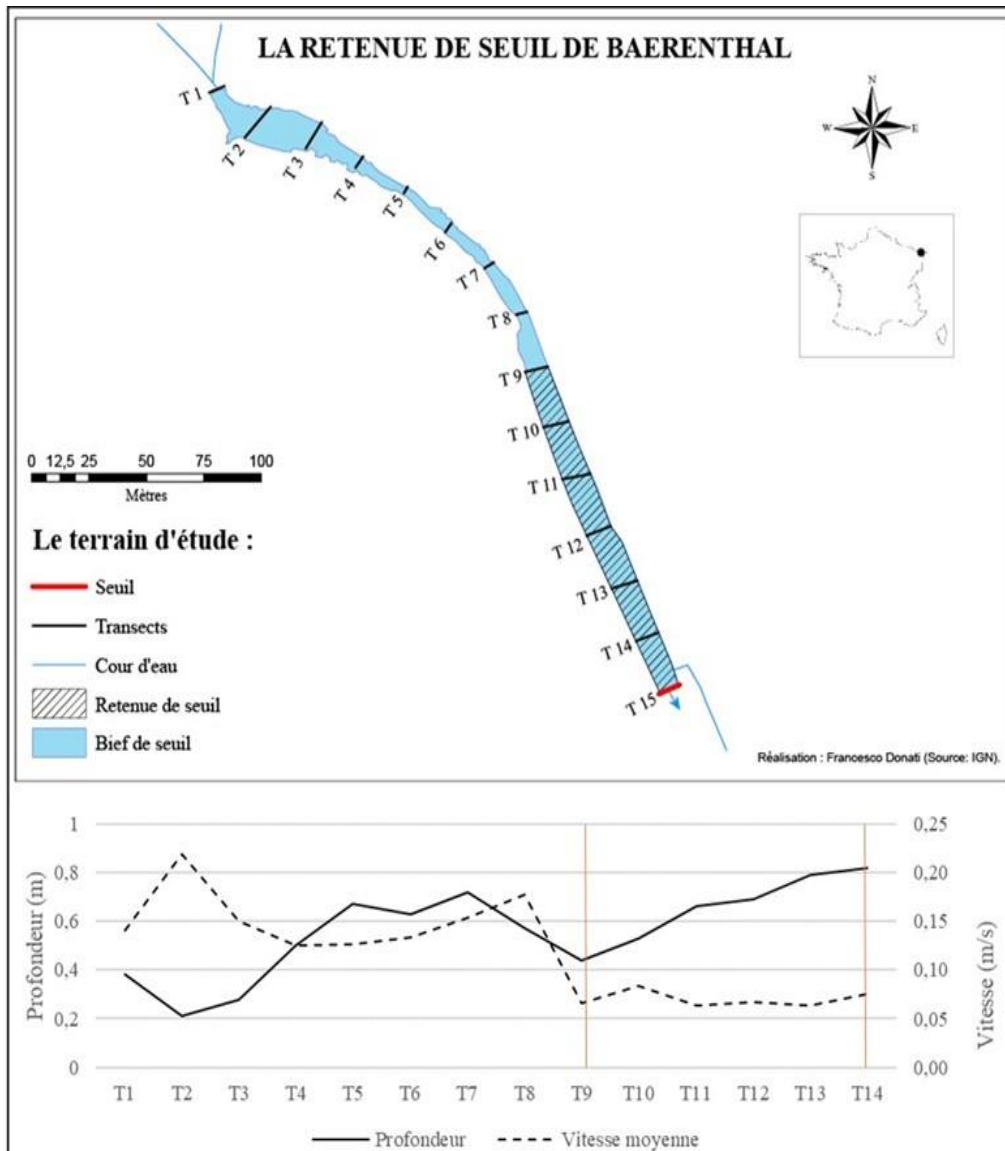 LA RETENUE DE SEUIL DE BAERENTHAL
T 1
T 2
T 3
T 4
T 5
T 6
T 7
T 8
T 9
T 10
T 11
T 12
T 13
T 14
T 15
N
W
E
S
0 12,5 25 50 75 100
Mètres
Le terrain d'étude :
Seuil
Transects
Cour d'eau
Retenue de seuil
Bief de seuil
Réalisation : Francesco Donati (Source: IGN).
Profondeur (m)
1
0,8
0,6
0,4
0,2
0
Vitesse (m/s)
0,25
0,20
0,15
0,10
0,05
0,00
T1 T2 T3 T4 T5 T6 T7 T8 T9 T10 T11 T12 T13 T14
Profondeur Vitesse moyenne